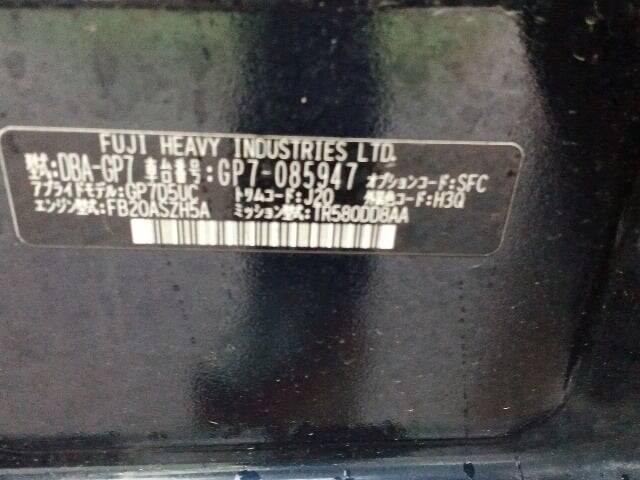 FUJI HEAVY INDUSTRIES LTD.
型式:DBA-GP7 車台番号:GP7-085947 オプションコード:SFC
アプライドモデル:GP7D5UC トリムコード:J20 外装色コード:H3Q
エンジン型式:FB20ASZH5A ミッション型式:TR580DD8AA